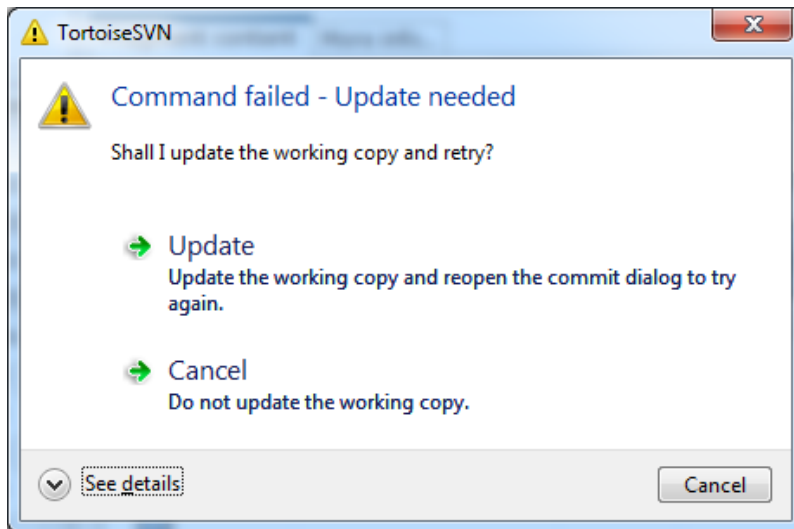 TortoiseSVN
Command failed - Update needed
Shall I update the working copy and retry?
Update
Update the working copy and reopen the commit dialog to try
again.
Cancel
Do not update the working copy.
See details
Cancel